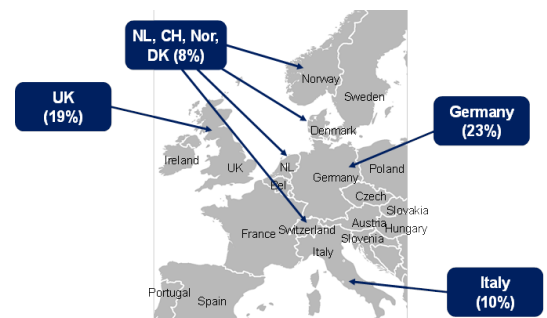 NL, CH, Nor,
DK (8%)
UK
(19%)
Germany
(23%)
Italy
(10%)
Norway
Sweden
Denmark
Ireland
UK
NL
Bel
Germany
Poland
Czech
Slovakia
Austria
Hungary
Switzerland
Slovenia
France
Italy
Portugal
Spain